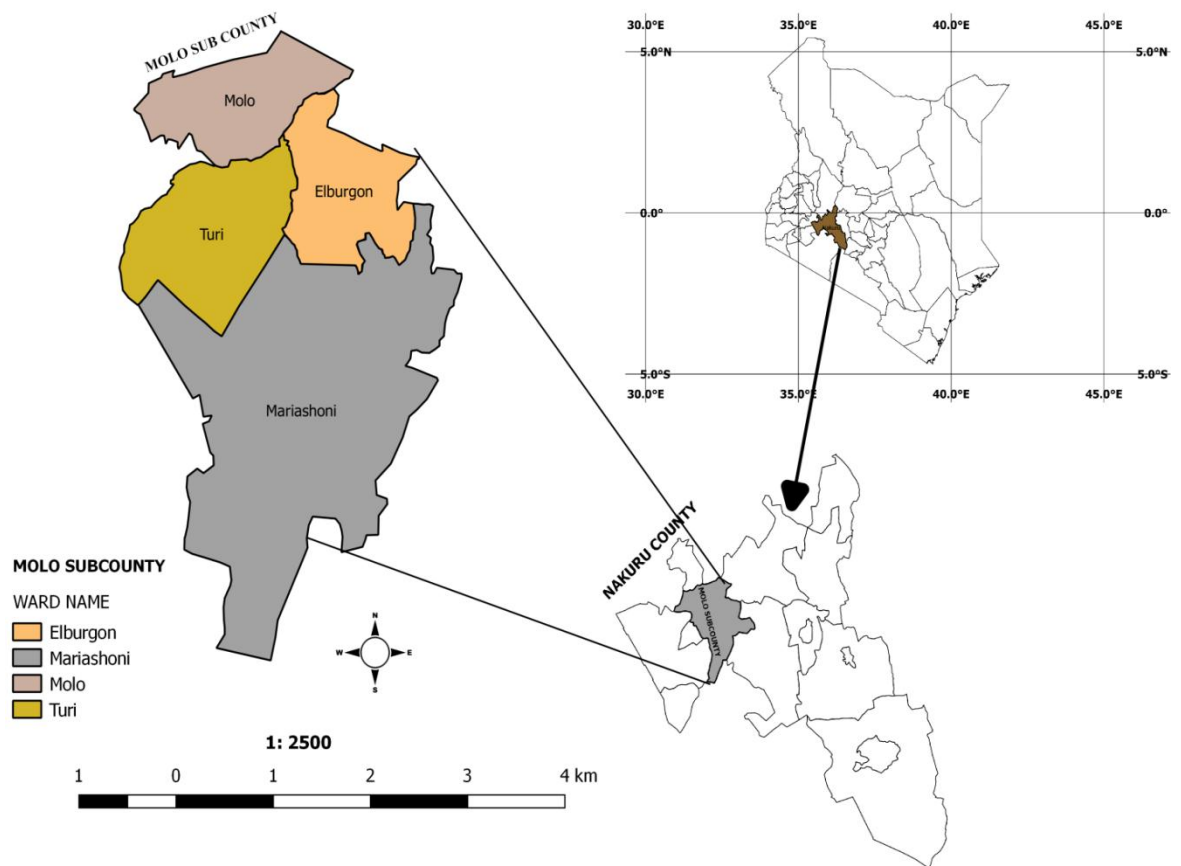 MOLO SUB COUNTY
Molo
Elburgon
Turi
Mariashoni
MOLO SUBCOUNTY
WARD NAME
Elburgon
Mariashoni
Molo
Turi
N
W E
S
1: 2500
1 0 1 2 3 4 km
30.0°E 35.0°E 40.0°E 45.0°E
5.0°N 5.0°N
0.0° 0.0°
5.0°S 5.0°S
30.0°E 35.0°E 40.0°E 45.0°E
NAKURU COUNTY
MOLO SUBCOUNTY